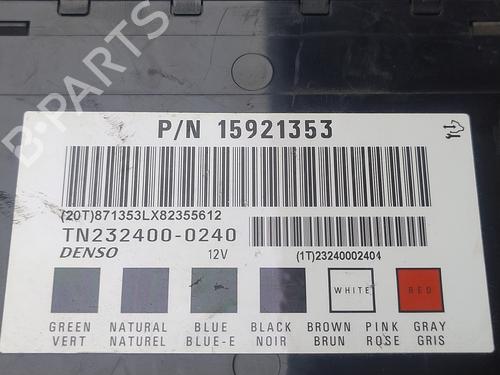 P/N 15921353
(20T)871353LX82355612
TN232400-0240
DENSO
12V
(1T)23240002404
WHITE
RED
GREEN NATURAL BLUE BLACK BROWN PINK GRAY
VERT NATUREL BLUE-E NOIR BRUN ROSE GRIS
B-Parts